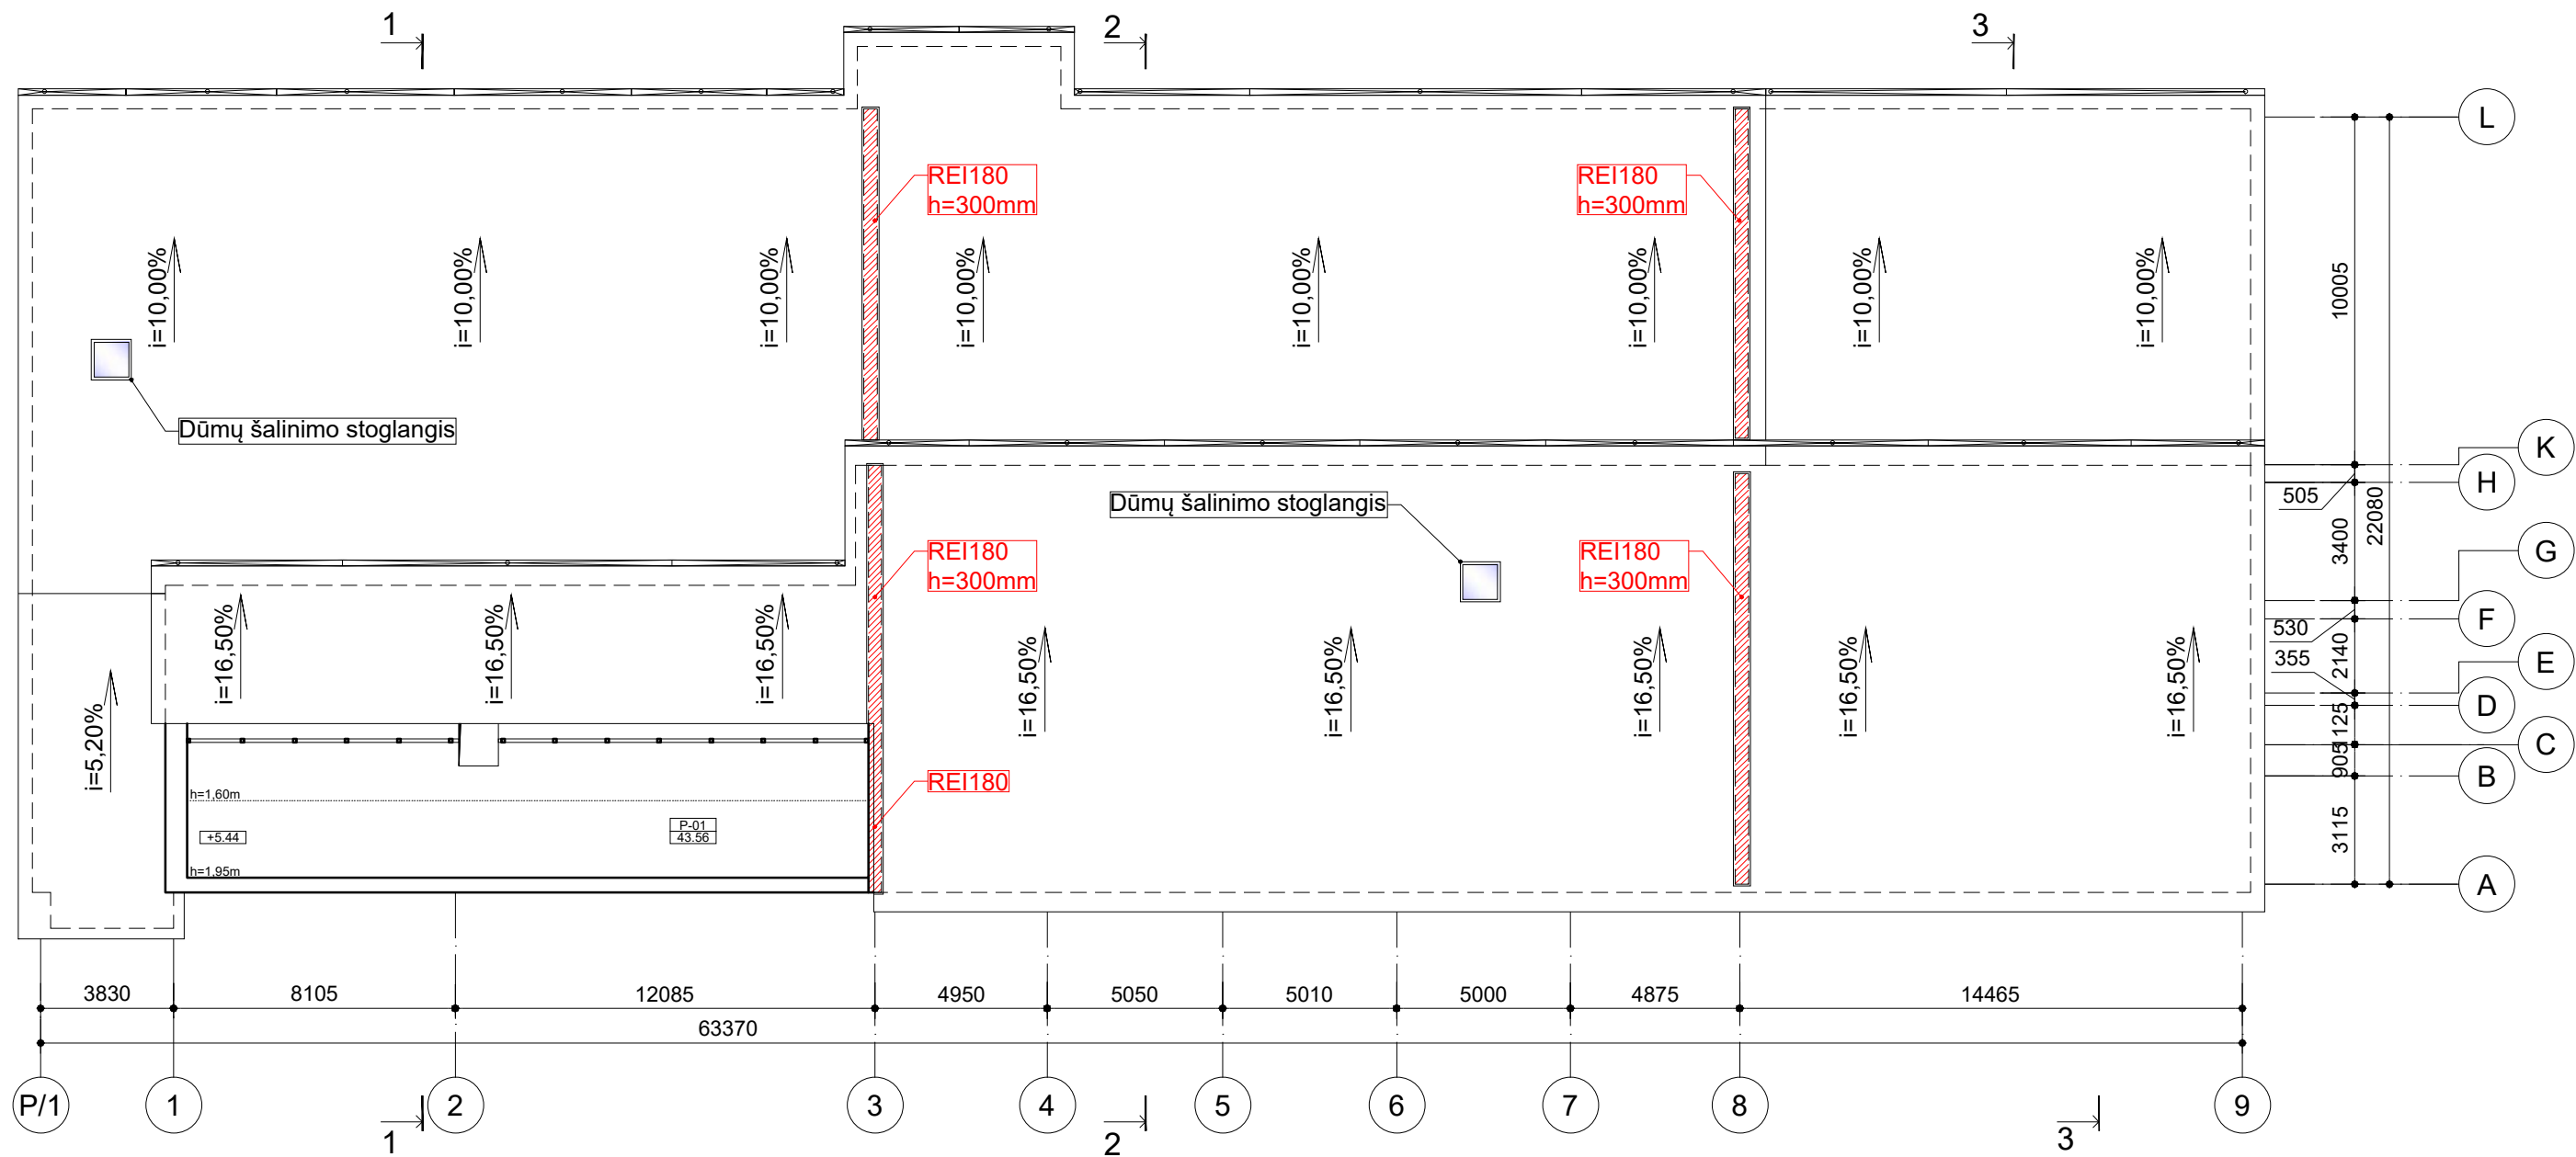 1
2
3
L
REI180
h=300mm
REI180
h=300mm
i=10,00%
i=10,00%
i=10,00%
i=10,00%
i=10,00%
i=10,00%
i=10,00%
i=10,00%
10005
Dūmų šalinimo stoglangis
K
H
505
Dūmų šalinimo stoglangis
22080
3400
REI180
h=300mm
REI180
h=300mm
G
F
530
2140
355
E
D
i=16,50%
i=16,50%
i=16,50%
i=16,50%
i=16,50%
i=16,50%
i=16,50%
i=16,50%
i=5,20%
1125
C
905
B
REI180
h=1,60m
+5.44
P-01
43.56
3115
h=1,95m
A
3830
8105
12085
4950
5050
5010
5000
4875
14465
63370
P/1
1
2
3
4
5
6
7
8
9
1
2
3